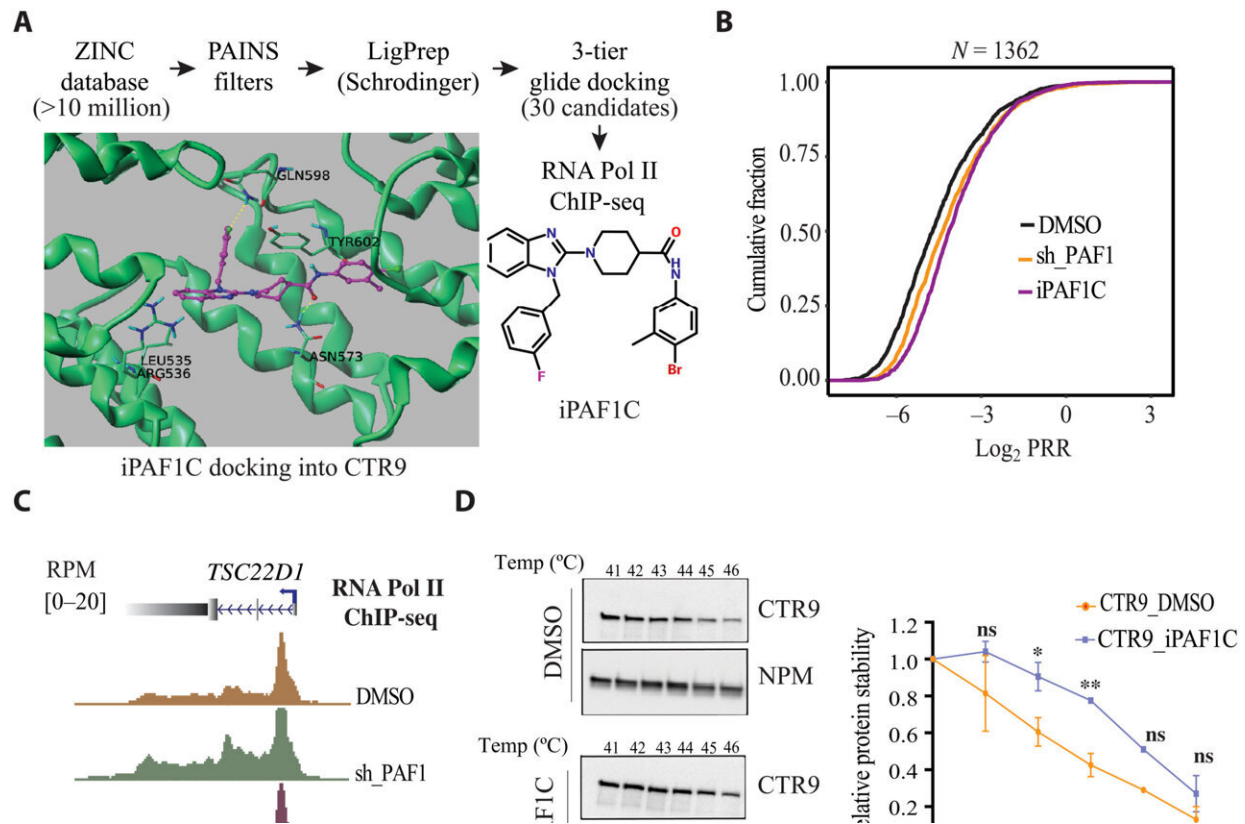 A
ZINC
database
(>10 million)
PAINS
filters
LigPrep
(Schrodinger)
3-tier
glide docking
(30 candidates)
RNA Pol II
ChIP-seq
GLN598
TYR602
LEU535
ARG536
ASN573
N
N
N
O
H
N
F
Br
iPAF1C
iPAF1C docking into CTR9
B
N = 1362
1.00
0.75
0.50
0.25
0.00
Cumulative fraction
DMSO
sh_PAF1
iPAF1C
−6
−3
0
3
Log2 PRR
C
RPM
[0–20]
TSC22D1
RNA Pol II
ChIP-seq
DMSO
sh_PAF1
D
Temp (ºC)
41 42 43 44 45 46
DMSO
CTR9
NPM
Temp (ºC)
41 42 43 44 45 46
CTR9
CTR9_DMSO
CTR9_iPAF1C
1.2
1.0
0.8
0.6
0.4
0.2
protein stability
ns
*
**
ns
ns